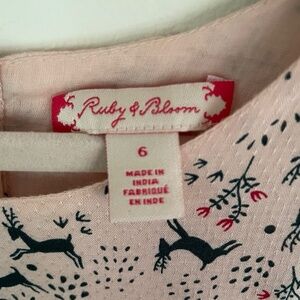 Ruby & Bloom
6
MADE IN
INDIA
FABRIQUÉ
EN INDE